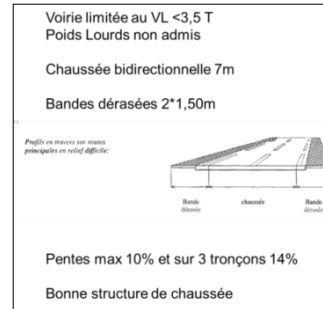 Voirie limitée au VL <3,5 T
Poids Lourds non admis
Chaussée bidirectionnelle 7m
Bandes dérasées 2*1,50m
Profils en travers sur routes
principales en relief difficile:
Bande
dérasée
chaussée
Bande
dérasée
Pentes max 10% et sur 3 tronçons 14%
Bonne structure de chaussée